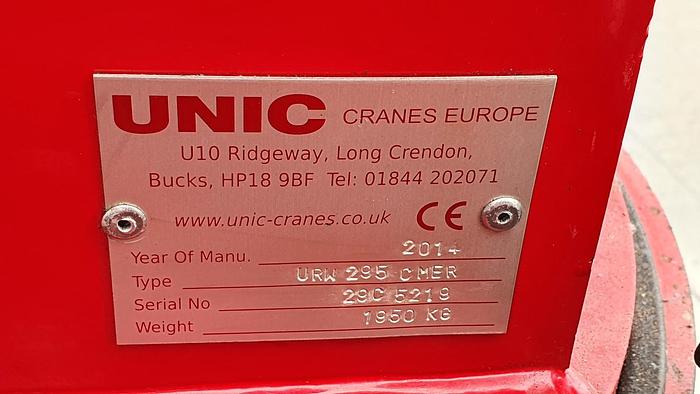 UNIC CRANES EUROPE
U10 Ridgeway, Long Crendon,
Bucks, HP18 9BF Tel: 01844 202071
www.unic-cranes.co.uk CE
Year Of Manu. 2014
Type URW 295 CMER
Serial No 29C 5219
Weight 1950 KG